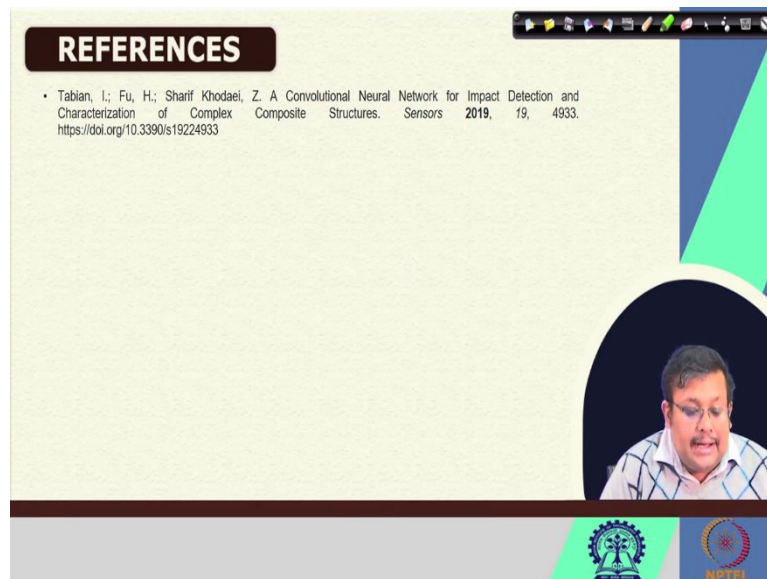 REFERENCES
• Tabian, I.; Fu, H.; Sharif Khodaei, Z. A Convolutional Neural Network for Impact Detection and
Characterization of Complex Composite Structures. Sensors 2019, 19, 4933.
https://doi.org/10.3390/s19224933
NPTEL